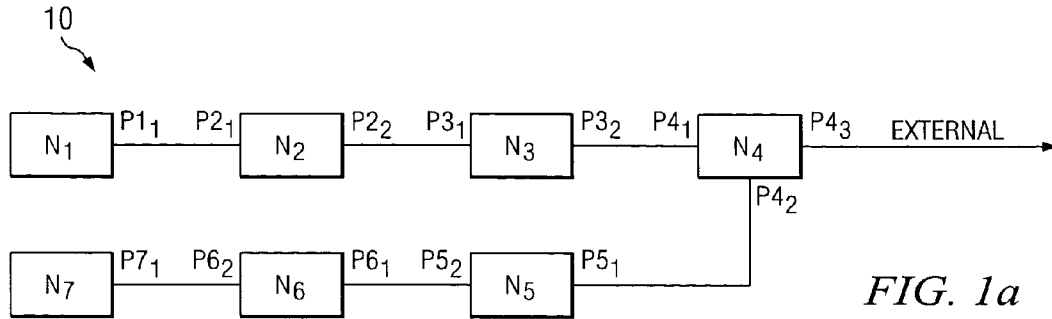 10
N₁ P1₁ P2₁ N₂ P2₂ P3₁ N₃ P3₂ P4₁ N₄ P4₃ EXTERNAL
P4₂
N₇ P7₁ P6₂ N₆ P6₁ P5₂ N₅ P5₁
FIG. 1a